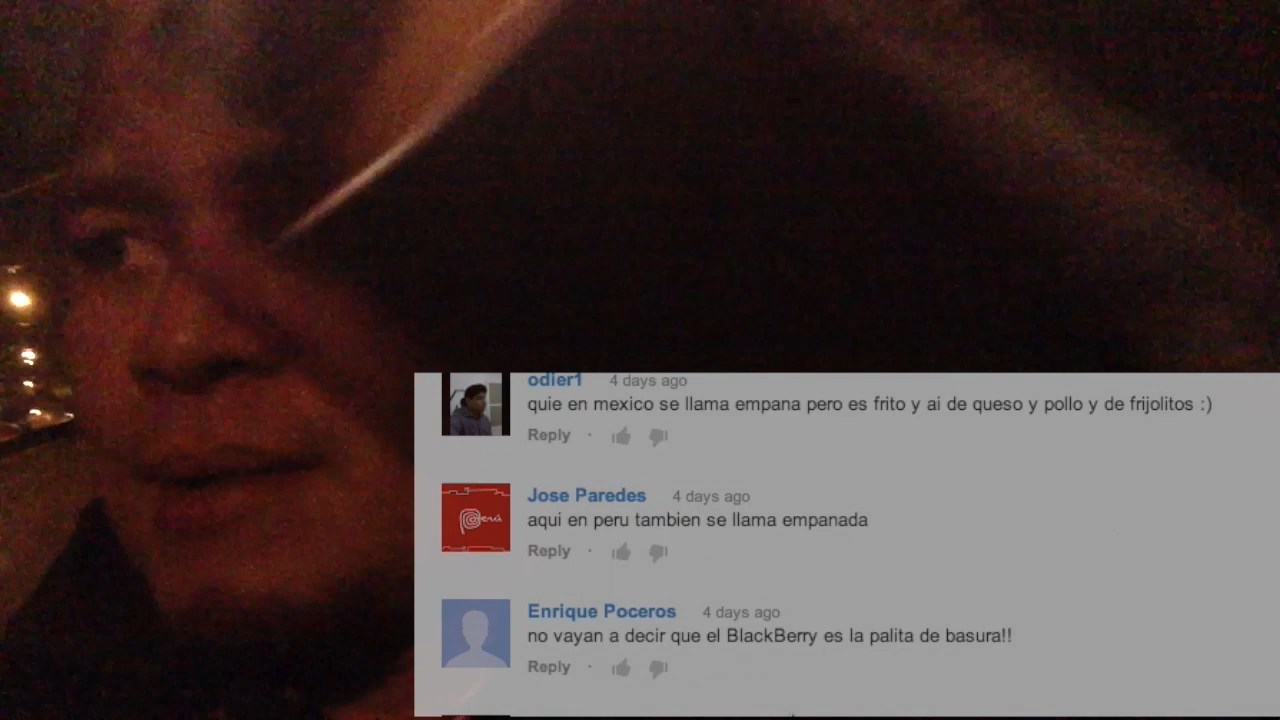 odier1 4 days ago
quie en mexico se llama empana pero es frito y ai de queso y pollo y de frijolitos :)
Reply ·
Perú
Jose Paredes 4 days ago
aqui en peru tambien se llama empanada
Reply ·
Enrique Poceros 4 days ago
no vayan a decir que el BlackBerry es la palita de basura!!
Reply ·